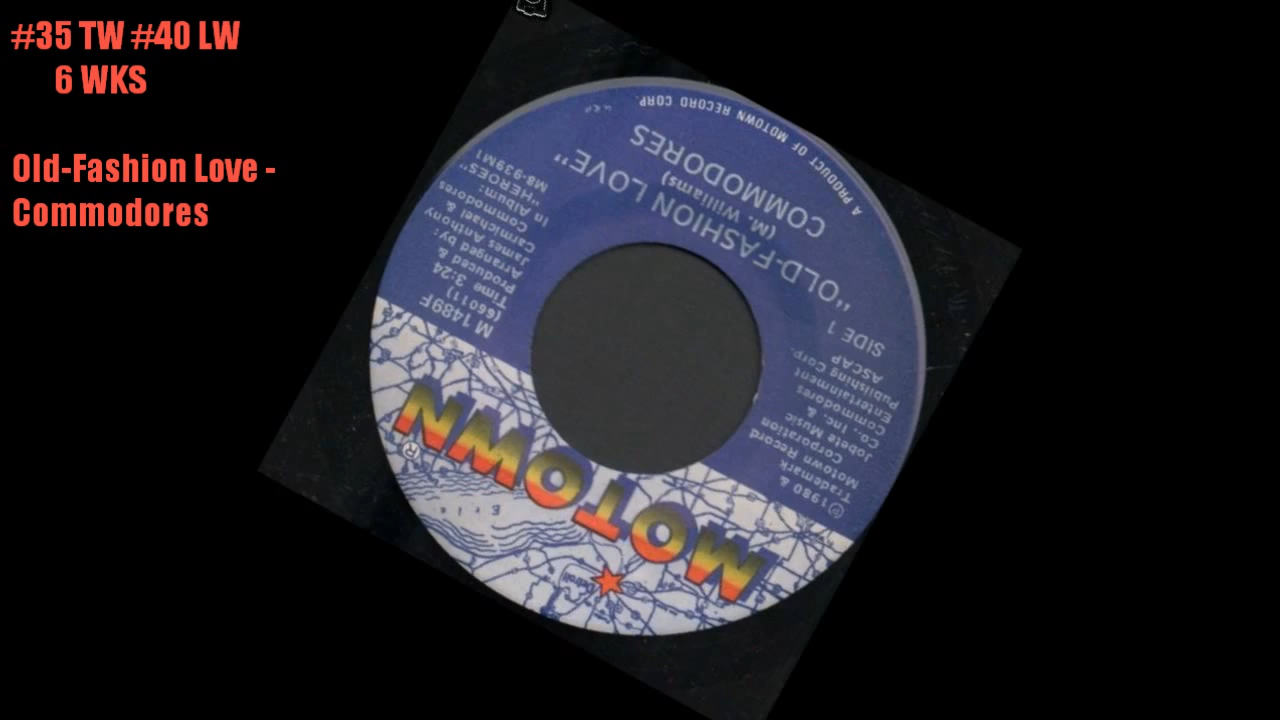 #35 TW #40 LW
6 WKS
Old-Fashion Love -
Commodores
MOTOWN
®
Detroit
Erie
M 1489F
(66011)
Time 3:24
Produced &
Arranged by:
James Anthony
Carmichael &
Commodores
In Album:
"HEROES"
M8-939M1
℗ 1980 &
Trademark
Motown Record
Corporation
Jobete Music
Co., Inc. &
Commodores
Entertainment
Publishing Corp.
ASCAP
SIDE 1
"OLD-FASHION LOVE"
(M. Williams)
COMMODORES
A PRODUCT OF MOTOWN RECORD CORP.